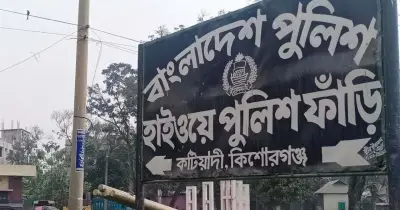 বাংলাদেশ পুলিশ
হাইওয়ে পুলিশ ফাঁড়ি
কটিয়াদী, কিশোরগঞ্জ